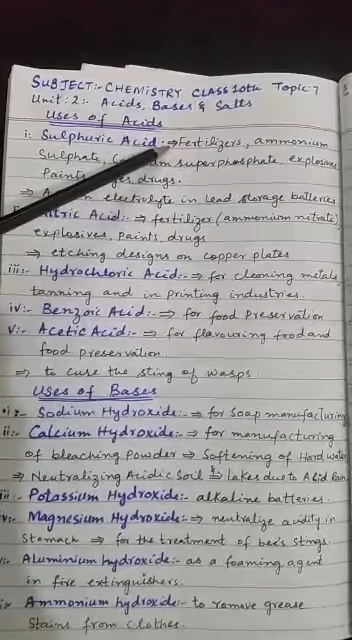 SUBJECT:- CHEMISTRY CLASS 10th Topic 7
Unit:2:- Acids, Bases & Salts
Uses of Acids
i:- Sulphuric Acid:- ⇒ Fertilizers, ammonium
Sulphate, superphosphate, explosives
Paints, drugs.
⇒ electrolyte in Lead storage batteries
Acid:- ⇒ fertilizer (ammonium nitrate)
explosives, paints, drugs
⇒ etching designs on copper plates
iii:- Hydrochloric Acid:- ⇒ for cleaning metals,
tanning and in printing industries.
iv:- Benzoic Acid:- ⇒ for food preservation
v:- Acetic Acid:- ⇒ for flavouring food and
food preservation.
⇒ to cure the sting of wasps.
Uses of Bases
i:- Sodium Hydroxide:- ⇒ for Soap manufacturing
ii:- Calcium Hydroxide:- ⇒ for manufacturing
of bleaching powder ⇒ Softening of Hard water
⇒ Neutralizing Acidic Soil & Lakes due to Acid Rain
iii:- Potassium Hydroxide:- alkaline batteries.
iv:- Magnesium Hydroxide:- ⇒ neutralize acidity in
Stomach ⇒ for the treatment of bee's stings.
v:- Aluminium hydroxide:- as a foaming agent
in fire extinguishers.
Ammonium hydroxide:- to remove grease
Stains from clothes.